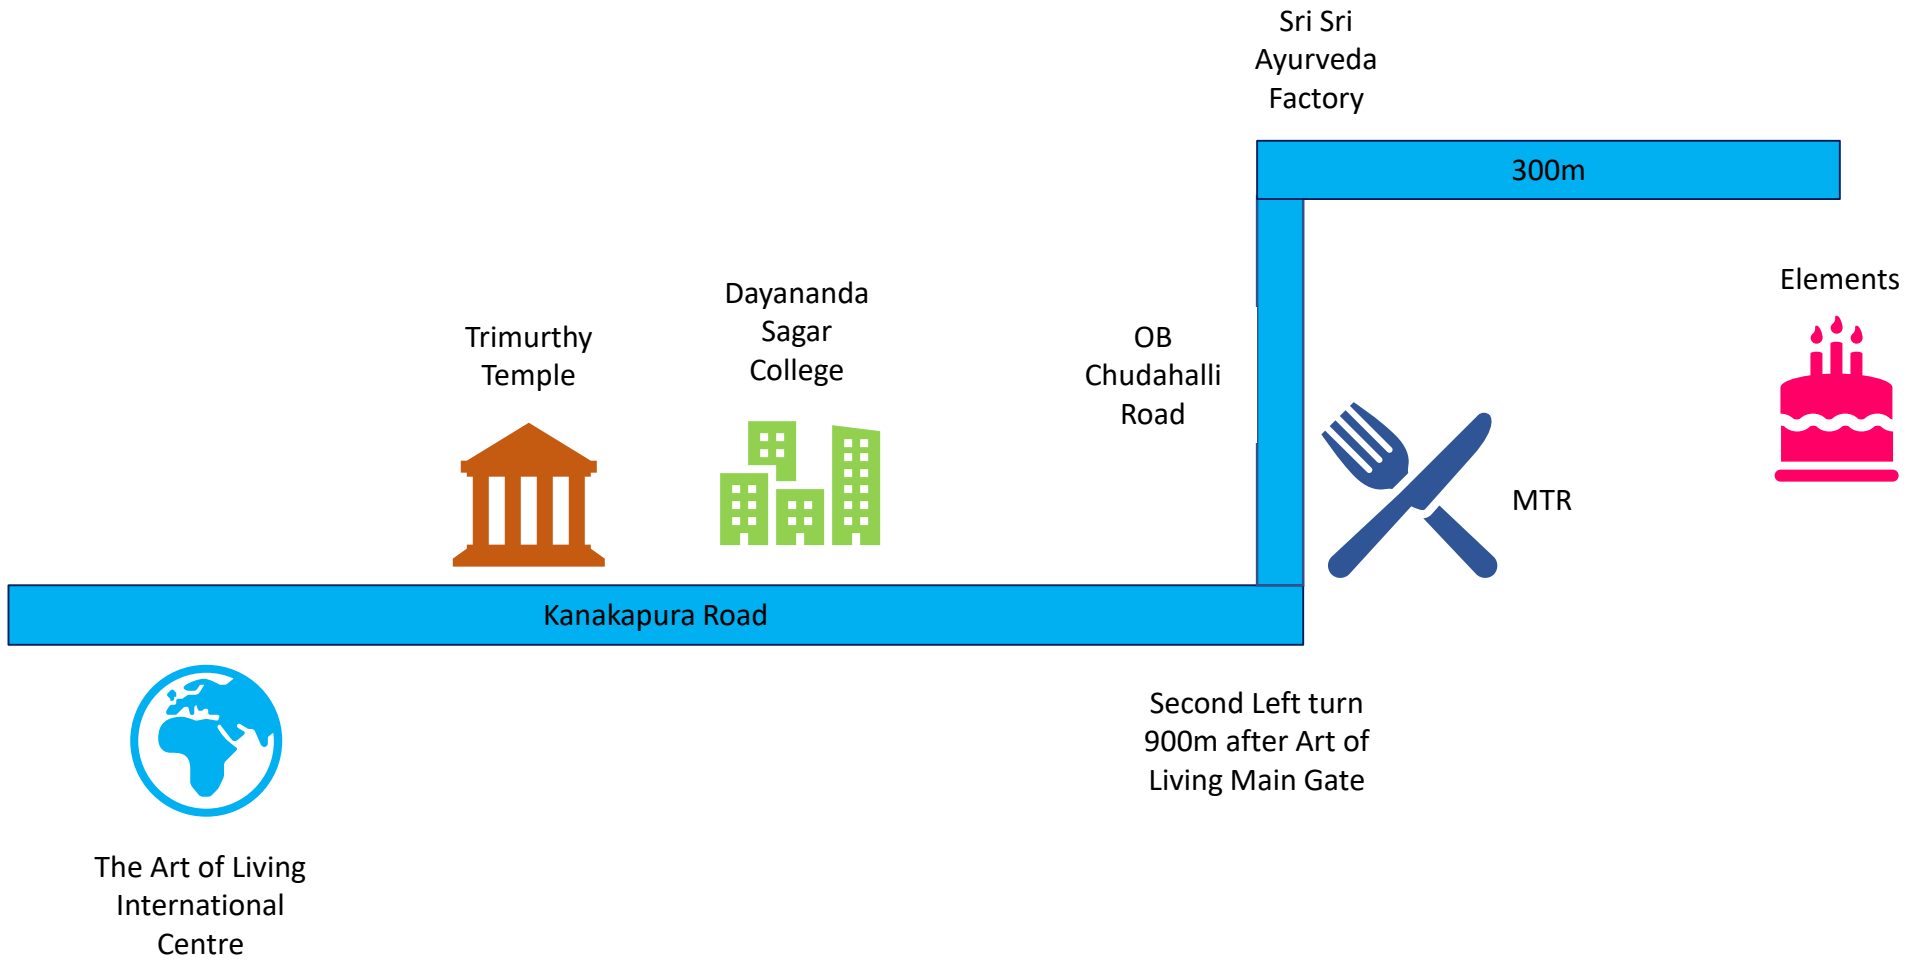 Sri Sri
Ayurveda
Factory
300m
Elements
Dayananda
Sagar
College
Trimurthy
Temple
OB
Chudahalli
Road
MTR
Kanakapura Road
Second Left turn
900m after Art of
Living Main Gate
The Art of Living
International
Centre